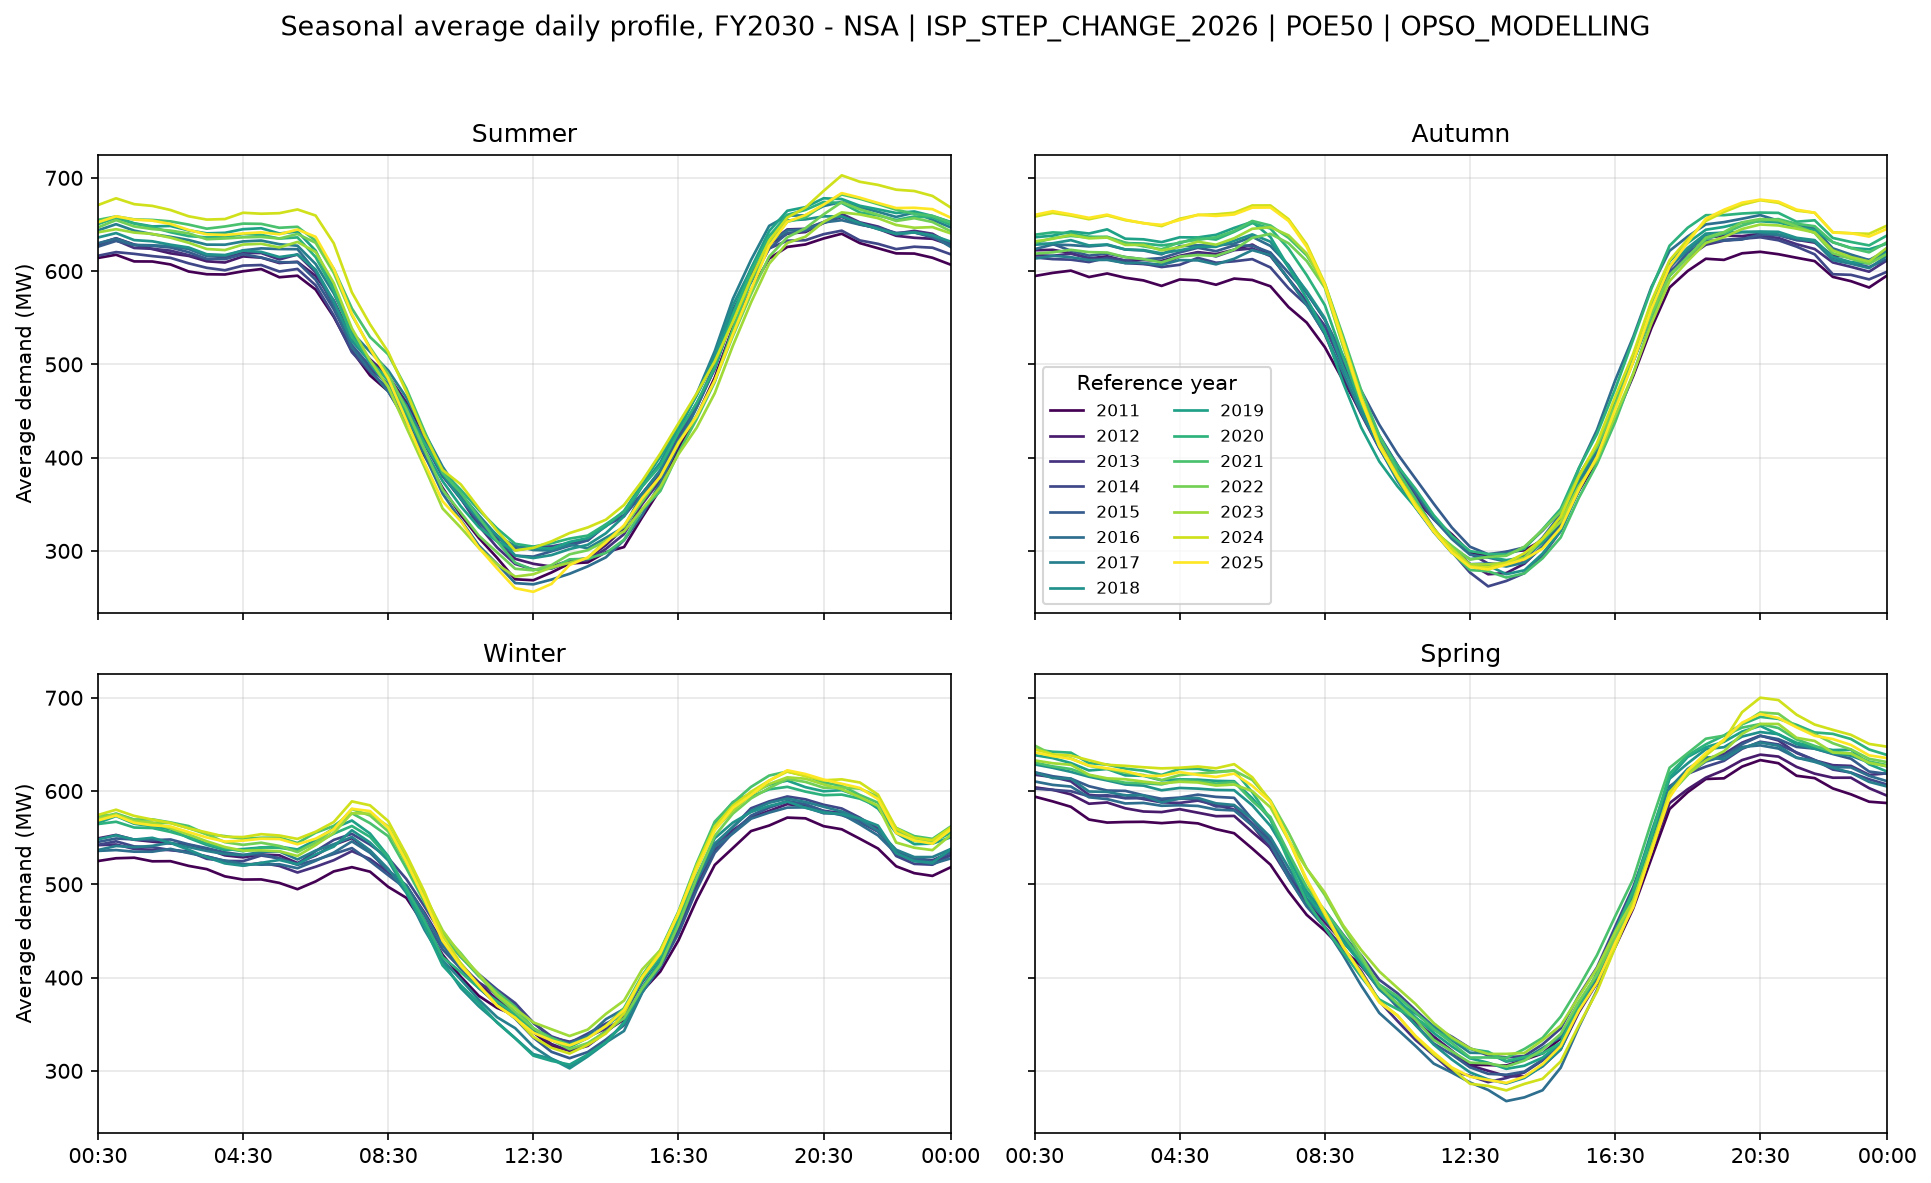 Seasonal average daily profile, FY2030 - NSA | ISP_STEP_CHANGE_2026 | POE50 | OPSO_MODELLING
Summer
Autumn
Average demand (MW)
700
600
500
400
300
Reference year
2011
2012
2013
2014
2015
2016
2017
2018
2019
2020
2021
2022
2023
2024
2025
Winter
Spring
Average demand (MW)
700
600
500
400
300
00:30 04:30 08:30 12:30 16:30 20:30 00:00
00:30 04:30 08:30 12:30 16:30 20:30 00:00